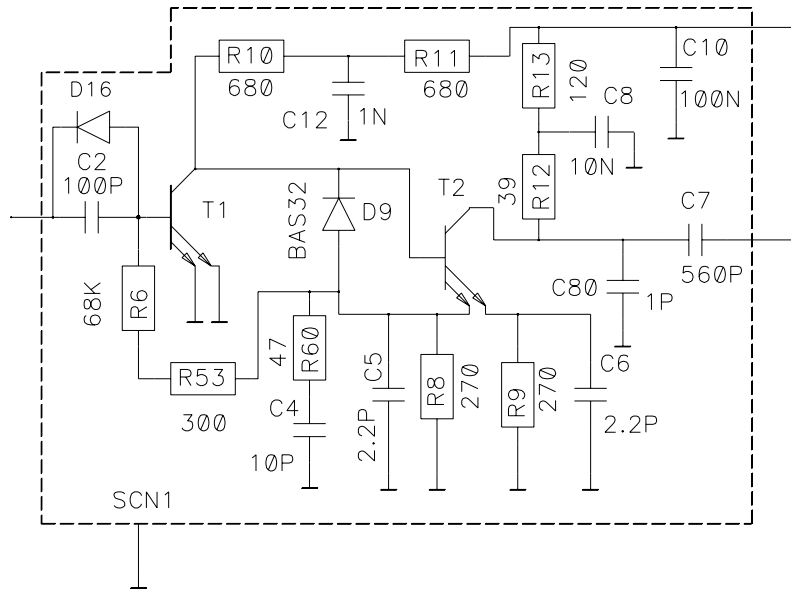 R10
680
R11
680
R13
120
C10
100N
C12
1N
C8
10N
D16
C2
100P
T1
BAS32
D9
T2
R12
39
C7
560P
C80
1P
68K
R6
R53
300
47
R60
C4
10P
C5
2.2P
R8
270
R9
270
C6
2.2P
SCN1